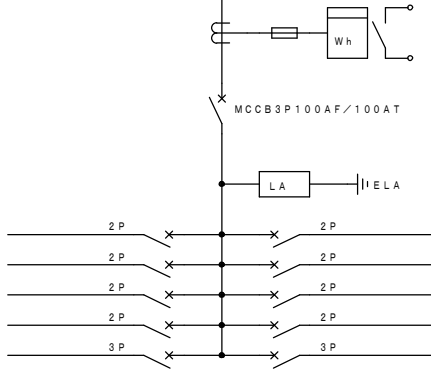 Wh
MCCB3P100AF/100AT
LA
ELA
2P 2P
2P 2P
2P 2P
2P 2P
3P 3P